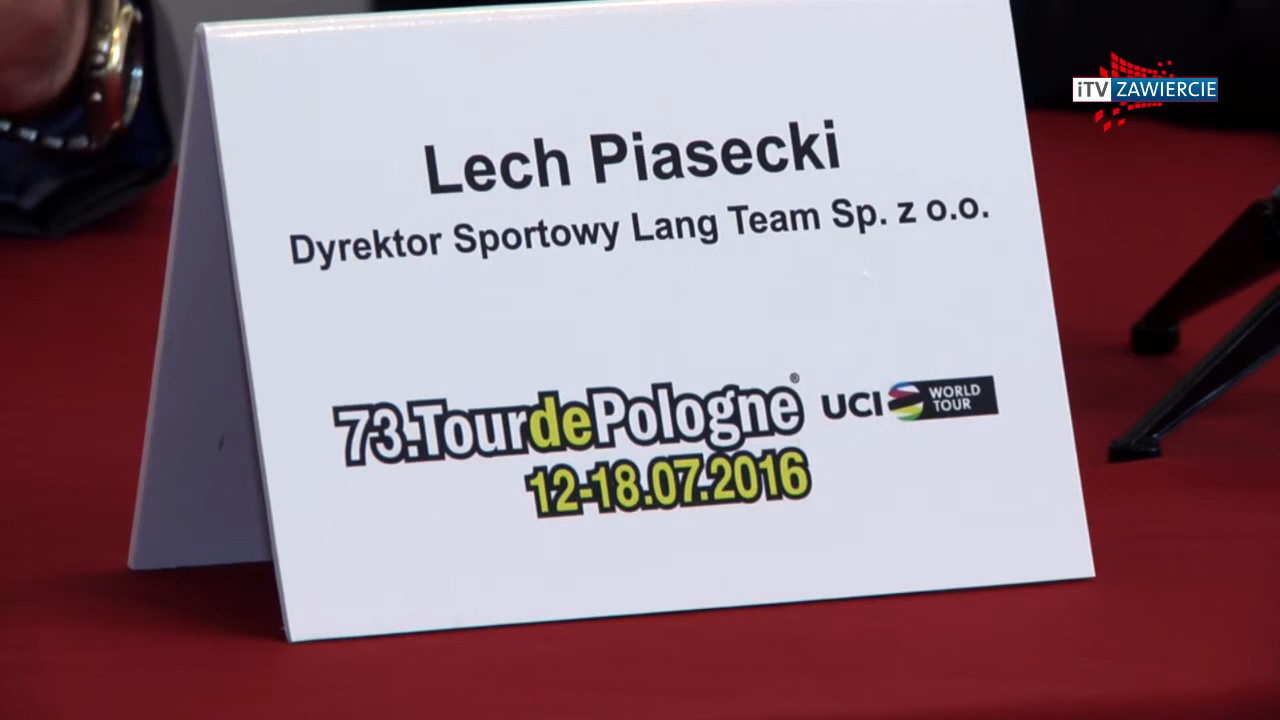 iTV ZAWIERCIE
Lech Piasecki
Dyrektor Sportowy Lang Team Sp. z o.o.
73.TourdePologne®
UCI WORLD TOUR
12-18.07.2016